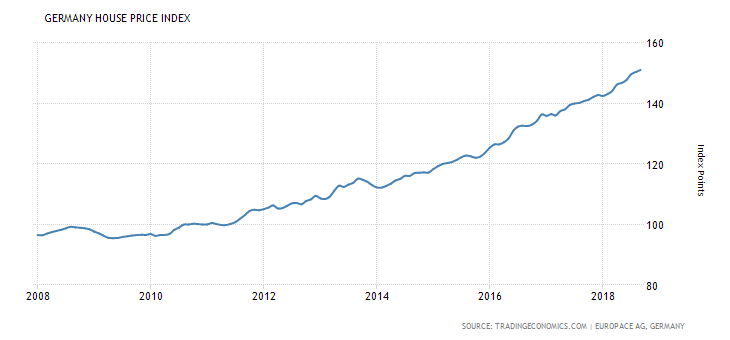 GERMANY HOUSE PRICE INDEX
160
140
120
100
80
Index Points
2008 2010 2012 2014 2016 2018
SOURCE: TRADINGECONOMICS.COM | EUROPACE AG, GERMANY